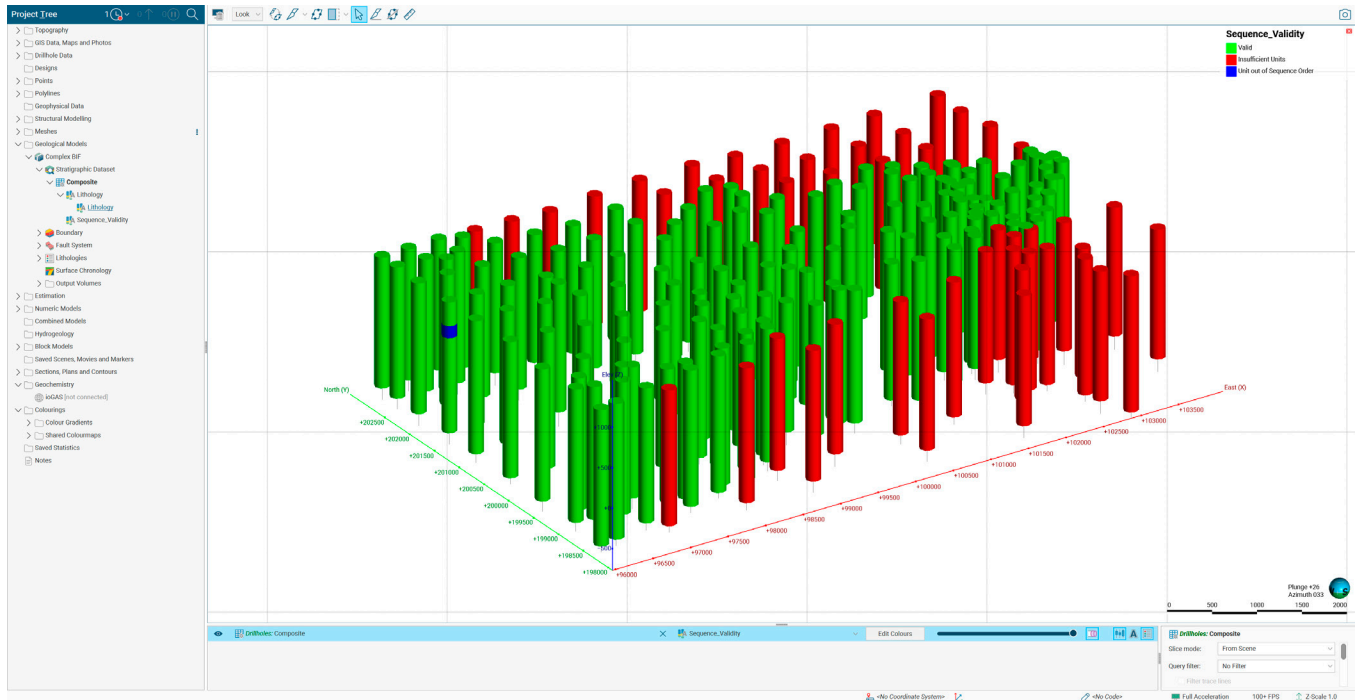 Project Tree
1
0
0
Look
Topography
GIS Data, Maps and Photos
Drillhole Data
Designs
Points
Polylines
Geophysical Data
Structural Modelling
Meshes
Geological Models
Complex BIF
Stratigraphic Dataset
Composite
Lithology
Lithology
Sequence_Validity
Boundary
Fault System
Lithologies
Surface Chronology
Output Volumes
Estimation
Numeric Models
Combined Models
Hydrogeology
Block Models
Saved Scenes, Movies and Markers
Sections, Plans and Contours
Geochemistry
ioGAS [not connected]
Colourings
Colour Gradients
Shared Colourmaps
Saved Statistics
Notes
Sequence_Validity
Valid
Insufficient Units
Unit out of Sequence Order
North (Y)
+202500
+202000
+201500
+201000
+200500
+200000
+199500
+199000
+198500
+198000
East (X)
+103500
+103000
+102500
+102000
+101500
+101000
+100500
+100000
+99500
+99000
+98500
+98000
+97500
+97000
+96500
+96000
Plunge +26
Azimuth 033
0 500 1000 1500 2000
Drillholes: Composite
Sequence_Validity
Edit Colours
A
Drillholes: Composite
Slice mode: From Scene
Query filter: No Filter
Filter trace lines
<No Coordinate System>
<No Code>
Full Acceleration
100+ FPS
Z-Scale 1.0